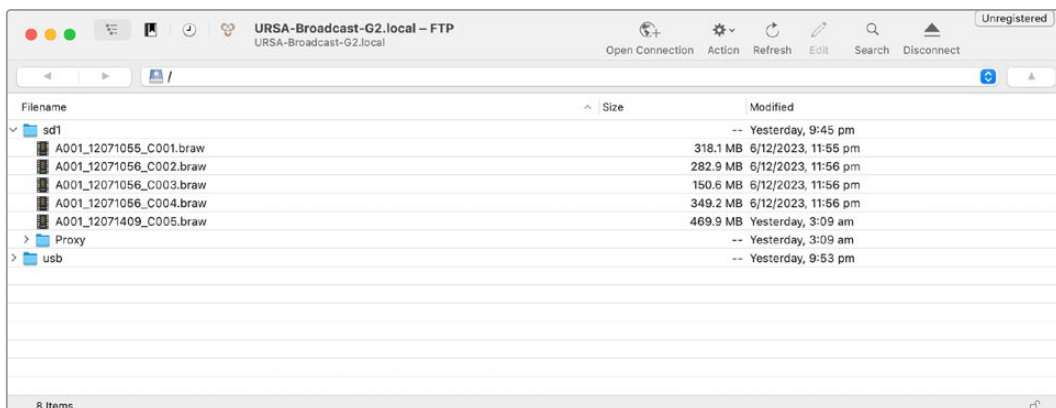 Unregistered
URSA-Broadcast-G2.local – FTP
URSA-Broadcast-G2.local
Open Connection Action Refresh Edit Search Disconnect
/
Filename Size Modified
sd1 -- Yesterday, 9:45 pm
A001_12071055_C001.braw 318.1 MB 6/12/2023, 11:55 pm
A001_12071056_C002.braw 282.9 MB 6/12/2023, 11:56 pm
A001_12071056_C003.braw 150.6 MB 6/12/2023, 11:56 pm
A001_12071056_C004.braw 349.2 MB 6/12/2023, 11:56 pm
A001_12071409_C005.braw 469.9 MB Yesterday, 3:09 am
Proxy -- Yesterday, 3:09 am
usb -- Yesterday, 9:53 pm
8 Items